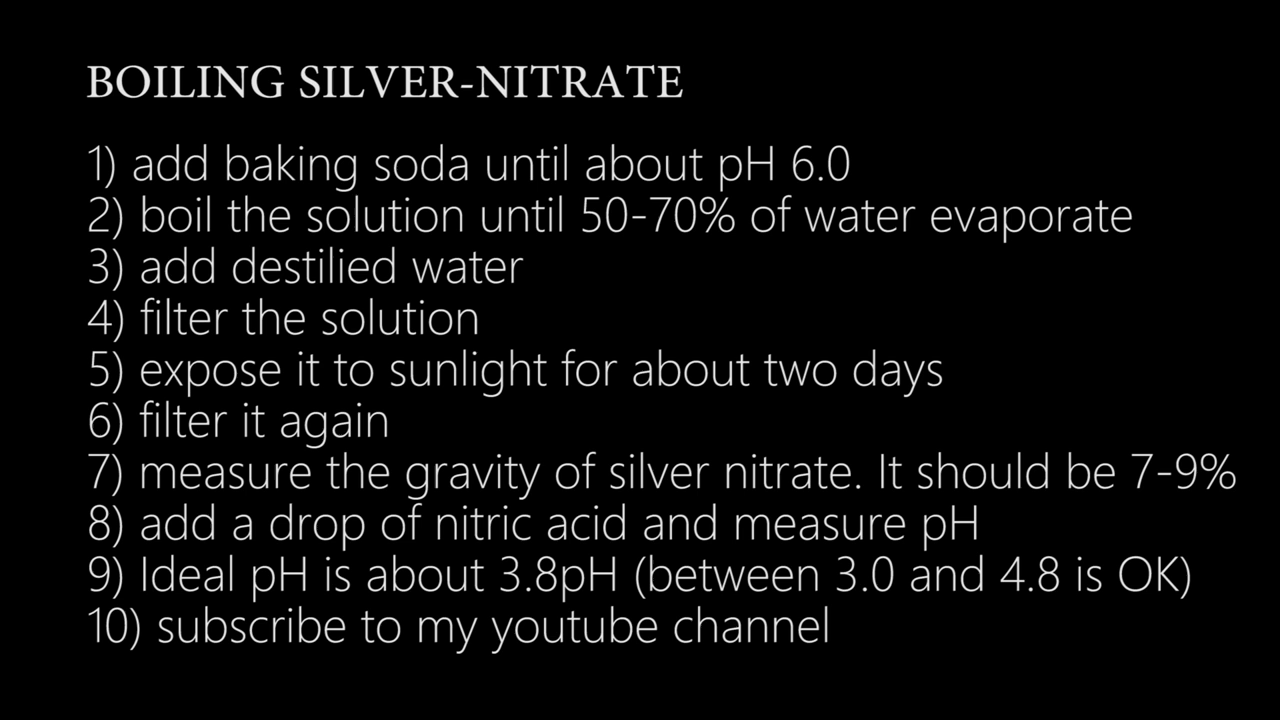 BOILING SILVER-NITRATE
1) add baking soda until about pH 6.0
2) boil the solution until 50-70% of water evaporate
3) add destilied water
4) filter the solution
5) expose it to sunlight for about two days
6) filter it again
7) measure the gravity of silver nitrate. It should be 7-9%
8) add a drop of nitric acid and measure pH
9) Ideal pH is about 3.8pH (between 3.0 and 4.8 is OK)
10) subscribe to my youtube channel